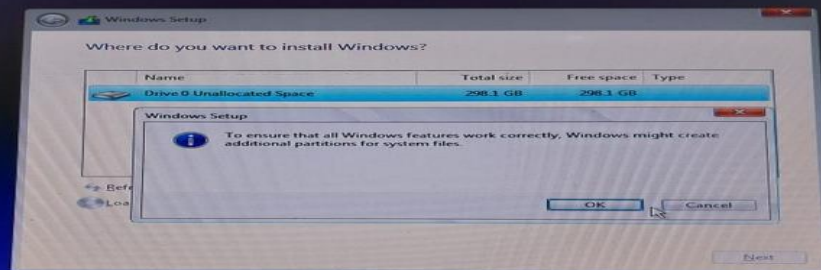 Windows Setup
Where do you want to install Windows?
Name Total size Free space Type
Drive 0 Unallocated Space 298.1 GB 298.1 GB
Windows Setup
To ensure that all Windows features work correctly, Windows might create
additional partitions for system files.
Refr
Loa
OK Cancel
Next